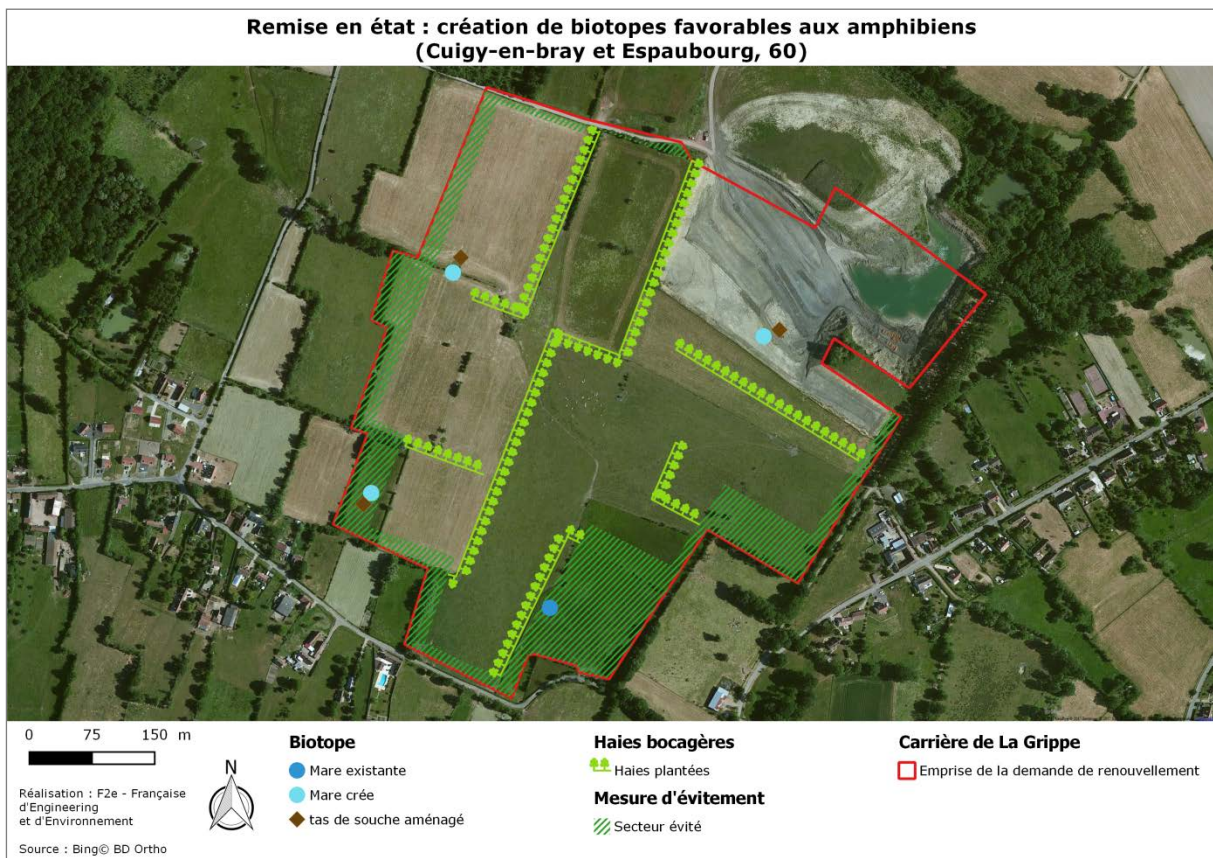 Remise en état : création de biotopes favorables aux amphibiens
(Cuigy-en-bray et Espaubourg, 60)
0 75 150 m
Réalisation : F2e - Française
d'Engineering
et d'Environnement
Source : Bing© BD Ortho
N
Biotope
Mare existante
Mare crée
tas de souche aménagé
Haies bocagères
Haies plantées
Mesure d'évitement
Secteur évité
Carrière de La Grippe
Emprise de la demande de renouvellement